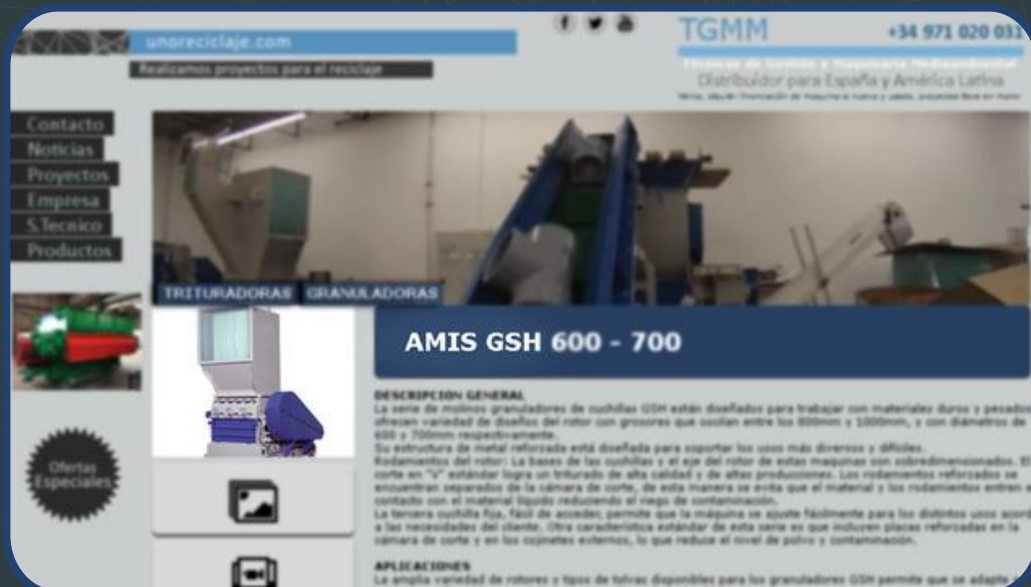 unoreciclaje.com
Realizamos proyectos para el reciclaje
TGMM
+34 971 020 031
Técnicas de Gestión y Maquinaria Medioambiental
Distribuidor para España y América Latina
Contacto
Noticias
Proyectos
Empresa
S.Tecnico
Productos
TRITURADORAS GRANULADORAS
AMIS GSH 600 - 700
Ofertas
Especiales
DESCRIPCION GENERAL
La serie de molinos granuladores de cuchillas GSH están diseñados para trabajar con materiales duros y pesados
ofrecen variedad de diseños del rotor con grosores que oscilan entre los 800mm y 1000mm, y con diámetros de
600 y 700mm respectivamente.
Su estructura de metal reforzada está diseñada para soportar los usos más diversos y difíciles.
Rodamientos del rotor: La bases de las cuchillas y el eje del rotor de estas maquinas son sobredimensionados. El
corte en "V" estándar logra un triturado de alta calidad y de altas producciones. Los rodamientos reforzados se
encuentran separados de la cámara de corte, de esta manera se evita que el material y los rodamientos entren e
contacto con el material líquido reduciendo el riesgo de contaminación.
La tercera cuchilla fija, fácil de acceder, permite que la máquina se ajuste fácilmente para los distintos usos acord
a las necesidades del cliente. Otra característica estándar de esta serie es que incluyen placas reforzadas en la
cámara de corte y en los cojinetes externos, lo que reduce el nivel de polvo y contaminación.
APLICACIONES
La amplia variedad de rotores y tipos de tolvas disponibles para los granuladores GSH permite que se adapte